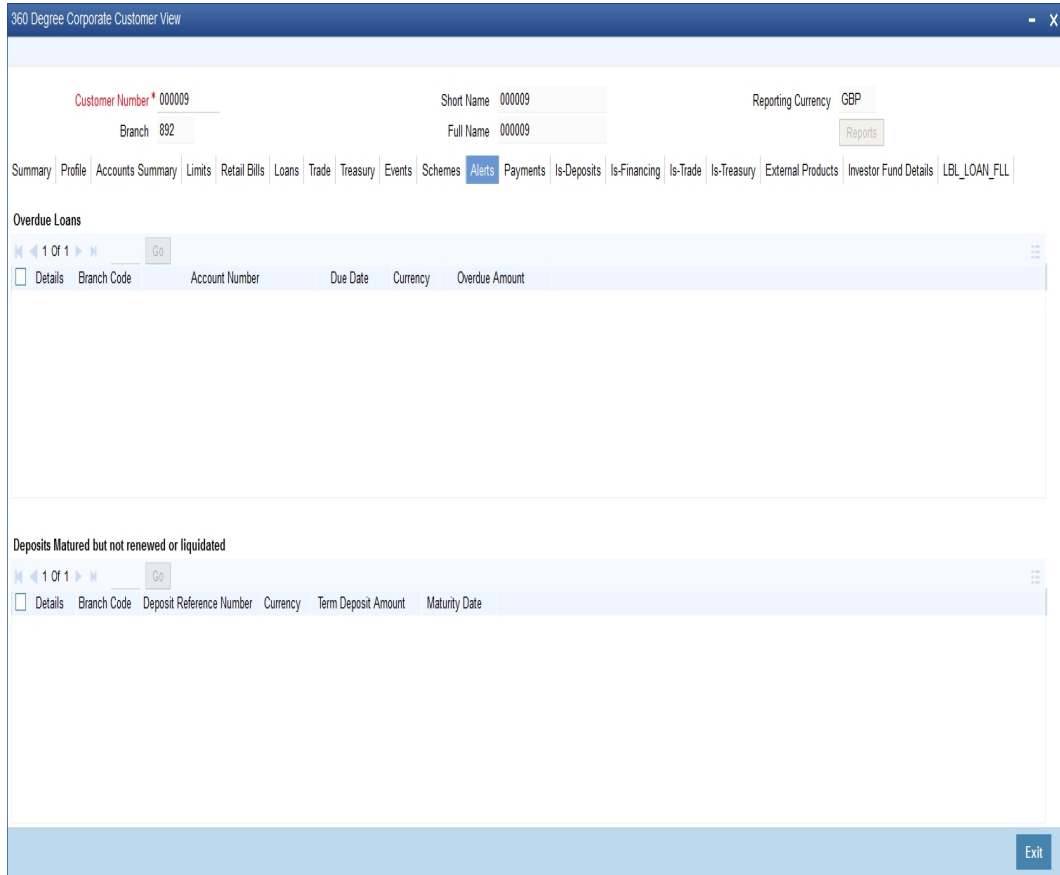 360 Degree Corporate Customer View - X
Customer Number * 000009 Short Name 000009 Reporting Currency GBP
Branch 892 Full Name 000009 Reports
Summary Profile Accounts Summary Limits Retail Bills Loans Trade Treasury Events Schemes Alerts Payments Is-Deposits Is-Financing Is-Trade Is-Treasury External Products Investor Fund Details LBL_LOAN_FLL
Overdue Loans
1 Of 1 Go
Details Branch Code Account Number Due Date Currency Overdue Amount
Deposits Matured but not renewed or liquidated
1 Of 1 Go
Details Branch Code Deposit Reference Number Currency Term Deposit Amount Maturity Date
Exit